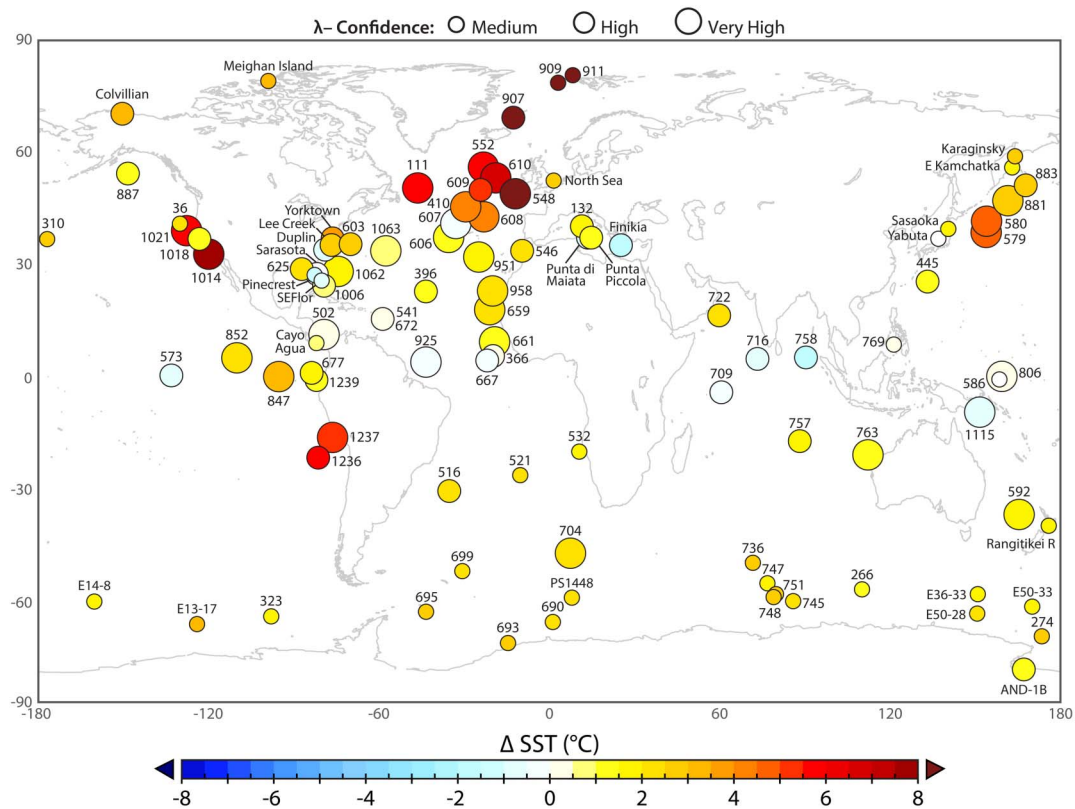 λ– Confidence: Medium High Very High
90
909 911
Meighan Island
Colvillian
907
60
552
Karaginsky
111
610
E Kamchatka
883
887
609
North Sea
548
881
Yorktown
410
132
36
Lee Creek
603
1063
607
608
Finikia
Sasaoka
580
310
Duplin
Yabuta
1021
Sarasota
606
546
579
1018
30
625
951
Punta di
Maiata
Punta
Piccola
1014
Pinecrest
1062
396
445
SEFlor
1006
958
722
502
541
672
659
852
Cayo
Agua
925
661
716
758
769
573
677
366
586
806
0
1239
667
709
847
1115
1237
757
763
1236
532
516
521
-30
592
704
Rangitikei R
699
736
747
PS1448
751
266
E14-8
E36-33
E50-33
-60
E13-17
323
695
690
748
745
E50-28
693
274
AND-1B
-90
-180 -120 -60 0 60 120 180
Δ SST (°C)
-8 -6 -4 -2 0 2 4 6 8